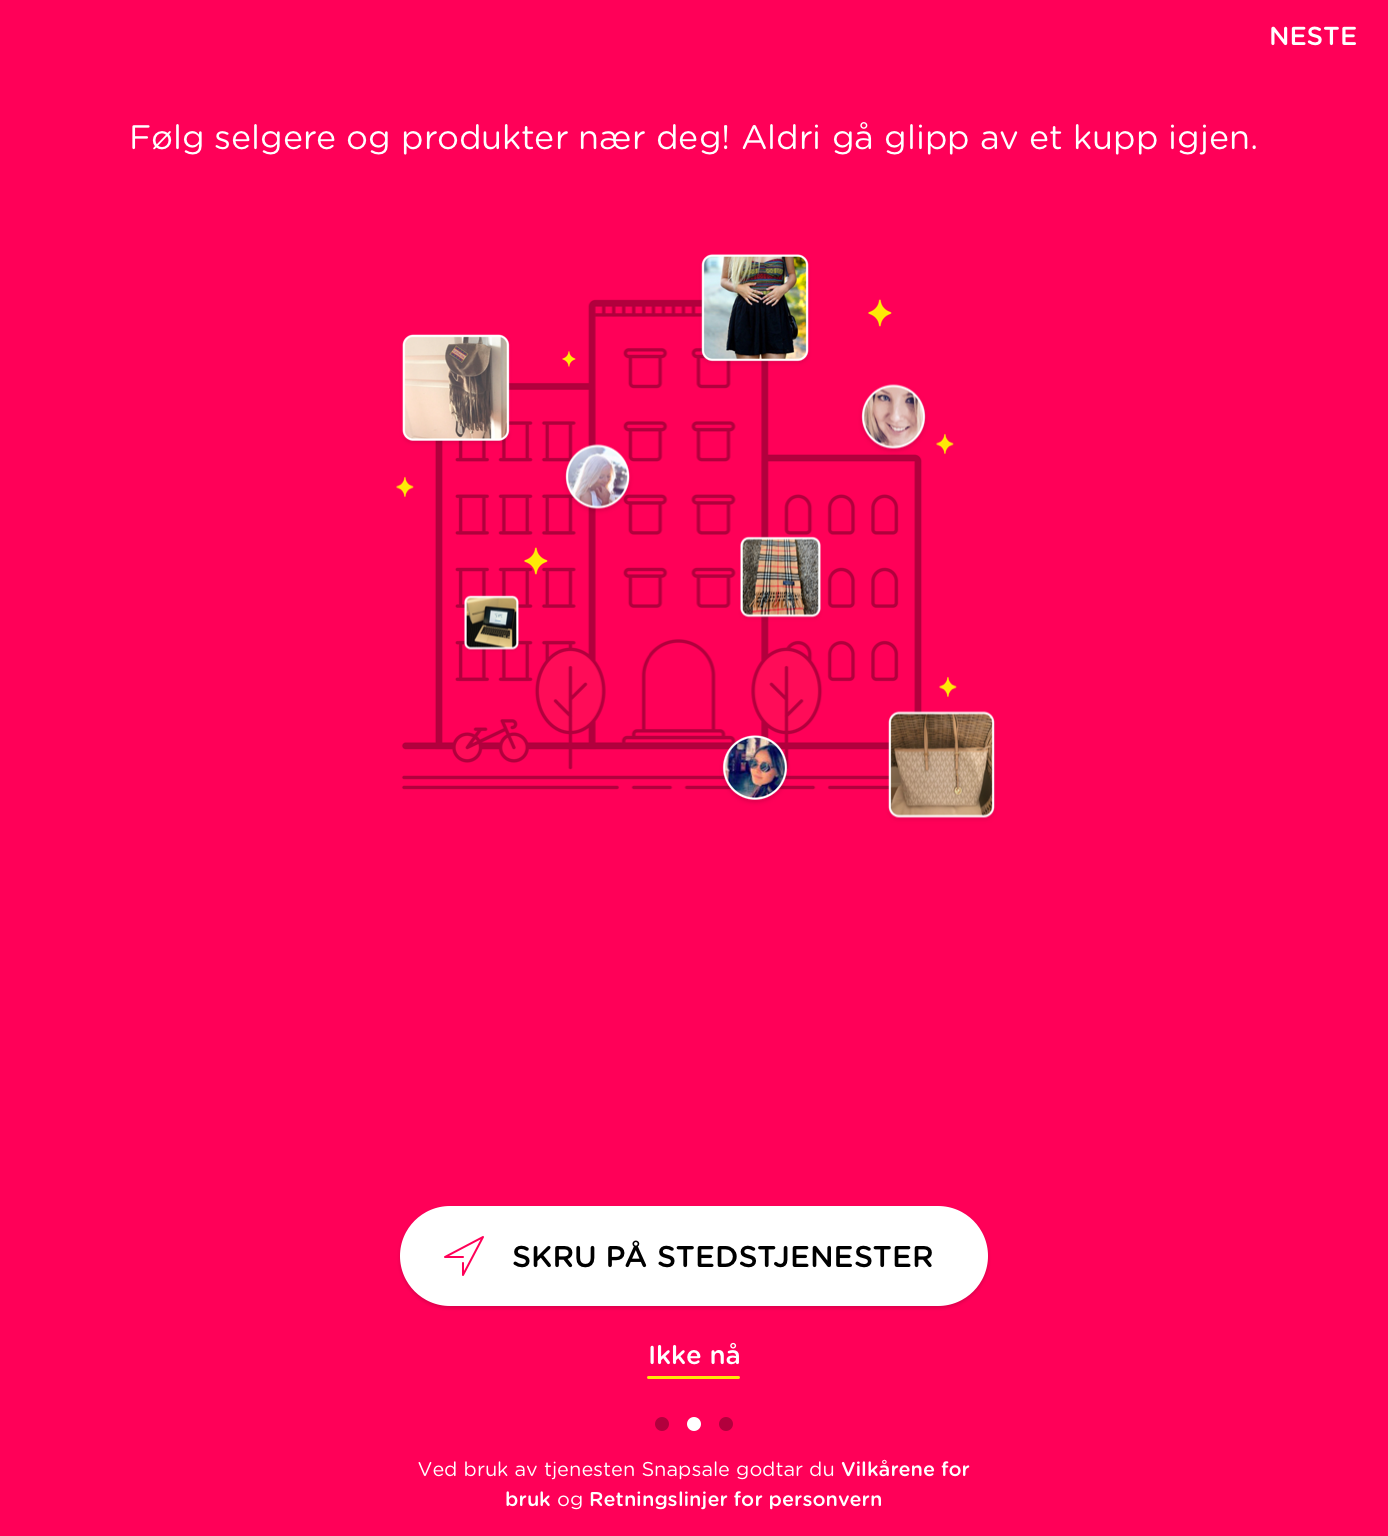 NESTE
Følg selgere og produkter nær deg! Aldri gå glipp av et kupp igjen.
SKRU PÅ STEDSTJENESTER
Ikke nå
Ved bruk av tjenesten Snapsale godtar du Vilkårene for
bruk og Retningslinjer for personvern